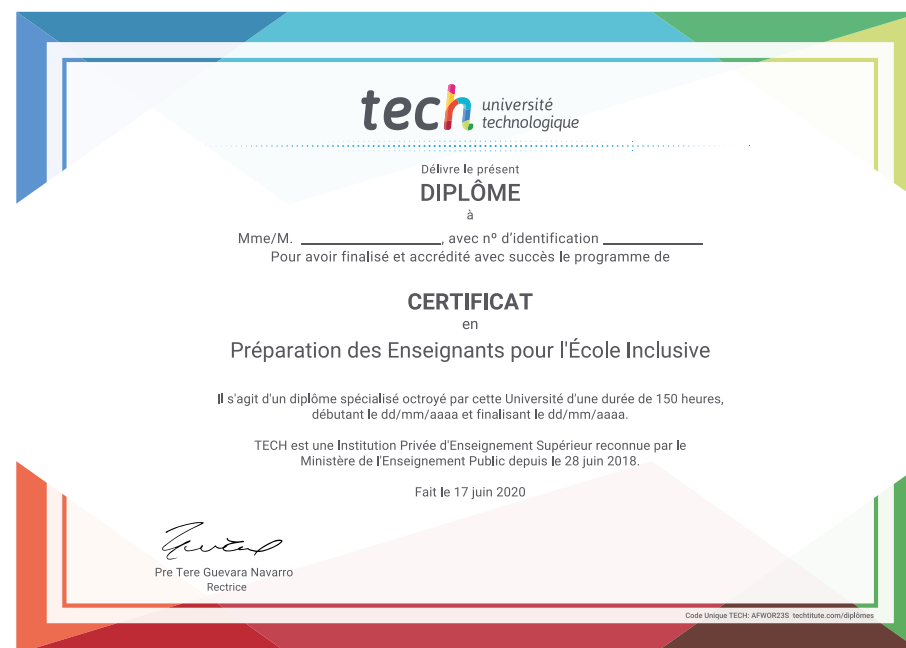 tech université
technologique
Délivre le présent
DIPLÔME
à
Mme/M. ____________________, avec nº d'identification ______________
Pour avoir finalisé et accrédité avec succès le programme de
CERTIFICAT
en
Préparation des Enseignants pour l'École Inclusive
Il s'agit d'un diplôme spécialisé octroyé par cette Université d'une durée de 150 heures,
débutant le dd/mm/aaaa et finalisant le dd/mm/aaaa.
TECH est une Institution Privée d'Enseignement Supérieur reconnue par le
Ministère de l'Enseignement Public depuis le 28 juin 2018.
Fait le 17 juin 2020
Pre Tere Guevara Navarro
Rectrice
Code Unique TECH: AFWOR23S techtitute.com/diplômes